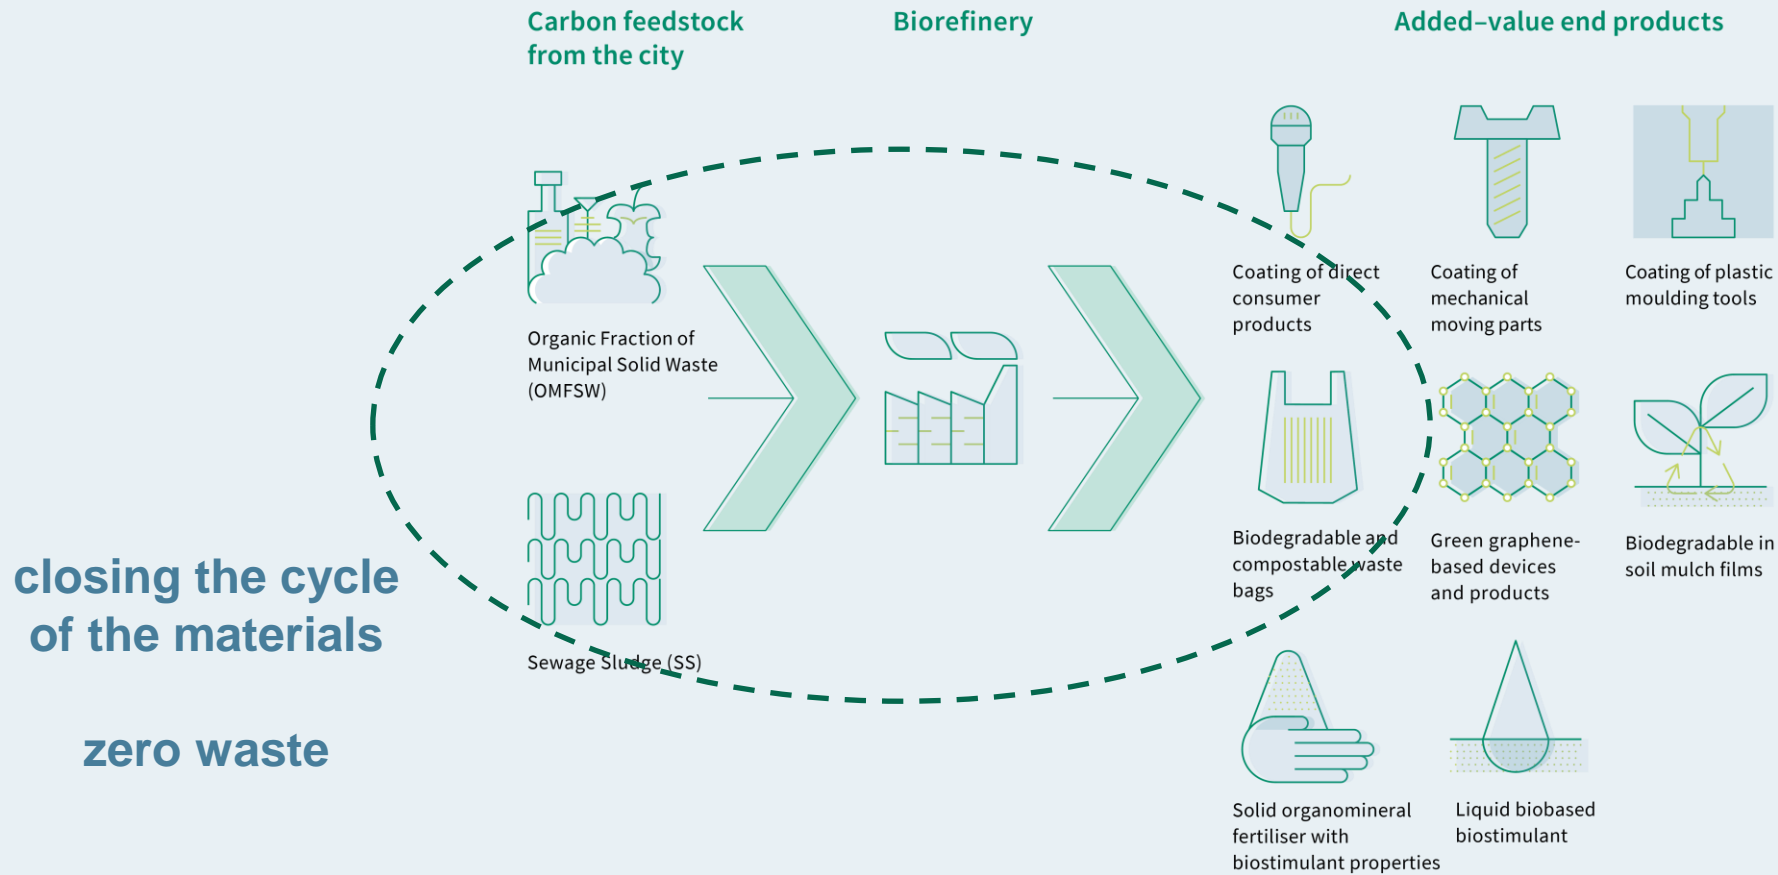 Carbon feedstock
from the city
Biorefinery
Added–value end products
Organic Fraction of
Municipal Solid Waste
(OMFSW)
Sewage Sludge (SS)
closing the cycle
of the materials
zero waste
Coating of direct
consumer
products
Coating of
mechanical
moving parts
Coating of plastic
moulding tools
Biodegradable and
compostable waste
bags
Green graphene-
based devices
and products
Biodegradable in
soil mulch films
Solid organomineral
fertiliser with
biostimulant properties
Liquid biobased
biostimulant